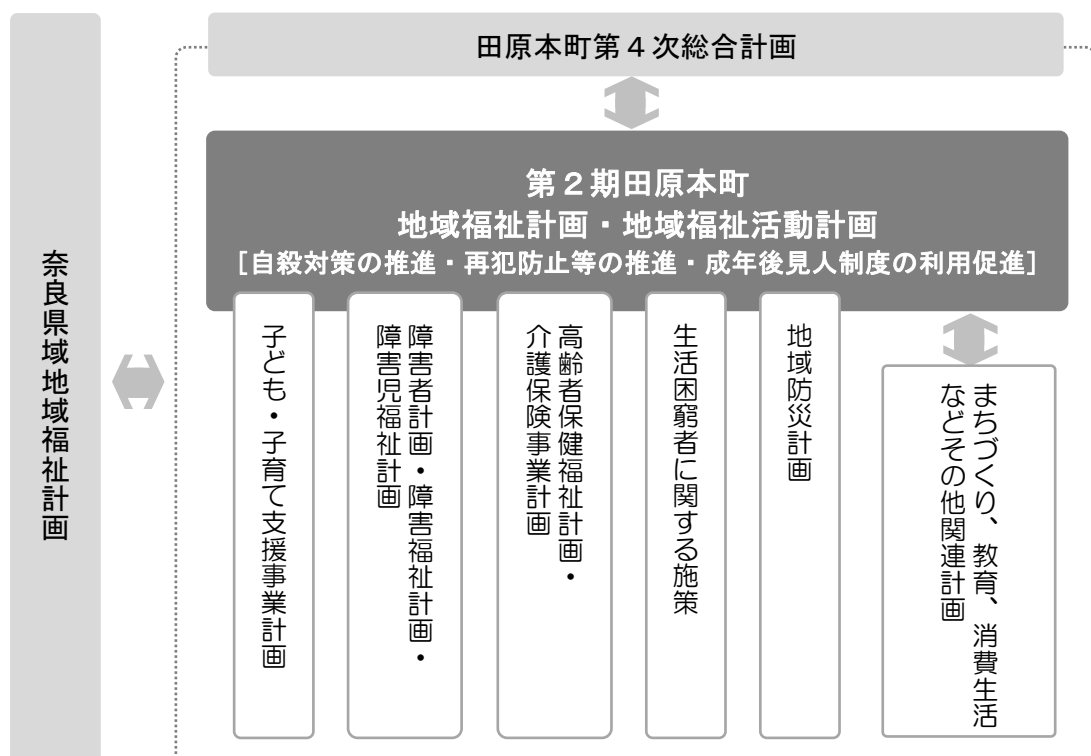 田原本町第４次総合計画
第２期田原本町
地域福祉計画・地域福祉活動計画
［自殺対策の推進・再犯防止等の推進・成年後見人制度の利用促進］
奈良県域地域福祉計画
子ども・子育て支援事業計画
障害者計画・障害福祉計画・
障害児福祉計画
高齢者保健福祉計画・
介護保険事業計画
生活困窮者に関する施策
地域防災計画
まちづくり、教育、消費生活
などその他関連計画